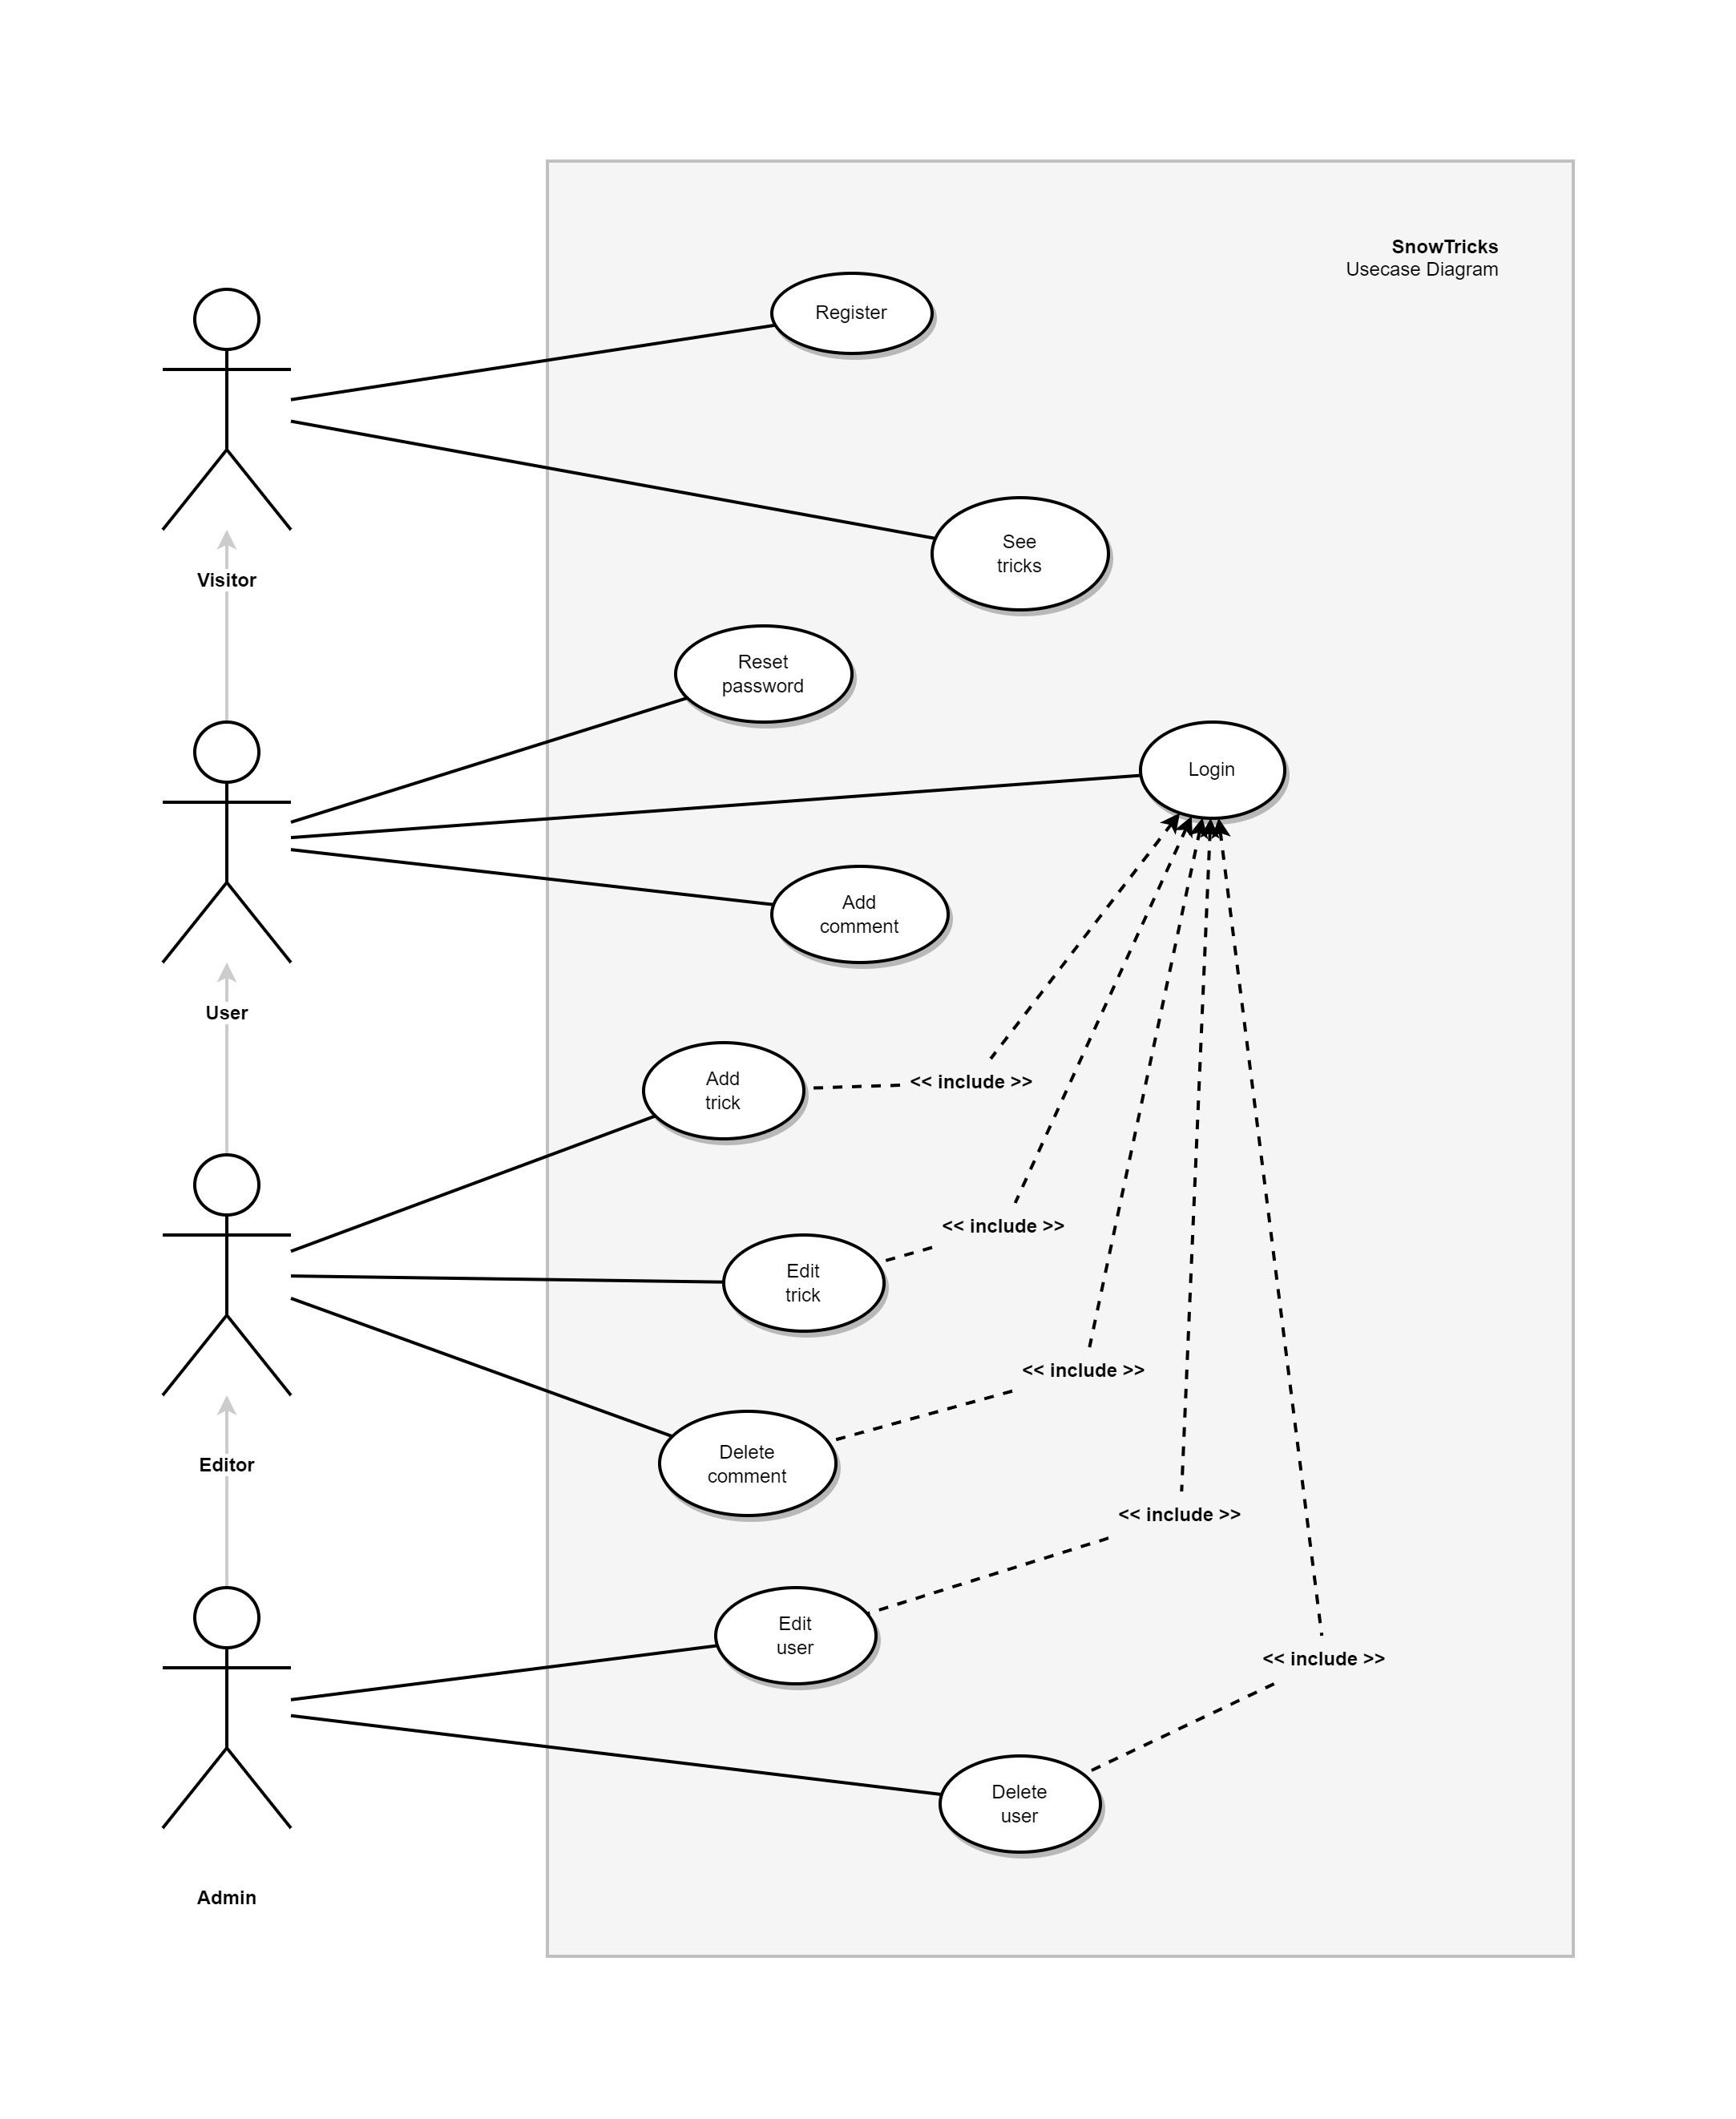 SnowTricks
Usecase Diagram
Register
See
tricks
Visitor
Reset
password
Login
Add
comment
User
Add
trick
<< include >>
<< include >>
Edit
trick
<< include >>
Delete
comment
Editor
<< include >>
Edit
user
<< include >>
Delete
user
Admin